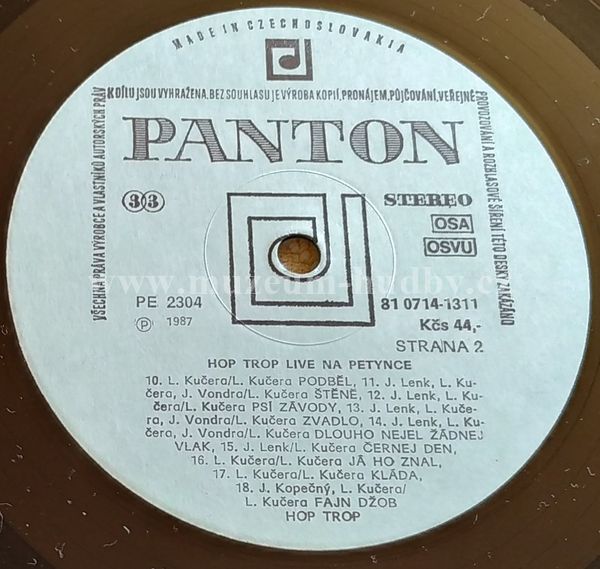 MADE IN CZECHOSLOVAKIA
VŠECHNA PRÁVA VÝROBCE A VLASTNÍKŮ AUTORSKÝCH PRÁV
K DÍLU JSOU VYHRAŽENA. BEZ SOUHLASU JE VÝROBA KOPIÍ, PRONÁJEM, PŮJČOVÁNÍ, VEŘEJNÉ
PROVOZOVÁNÍ A ROZHLASOVÉ ŠÍŘENÍ TÉTO DESKY ZAKÁZÁNO
PANTON
33
STEREO
OSA
OSVU
www.muzeum-hudby.c
PE 2304
81 0714-1311
Ⓟ 1987
Kčs 44,-
STRANA 2
HOP TROP LIVE NA PETYNCE
10. L. Kučera/L. Kučera PODBĚL, 11. J. Lenk, L. Ku-
čera, J. Vondra/L. Kučera ŠTĚNĚ, 12. J. Lenk, L. Ku-
čera/L. Kučera PSÍ ZÁVODY, 13. J. Lenk, L. Kuče-
ra, J. Vondra/L. Kučera ZVADLO, 14. J. Lenk, L. Ku-
čera, J. Vondra/L. Kučera DLOUHO NEJEL ŽÁDNEJ
VLAK, 15. J. Lenk/L. Kučera ČERNEJ DEN,
16. L. Kučera/L. Kučera JÁ HO ZNAL,
17. L. Kučera/L. Kučera KLÁDA,
18. J. Kopečný, L. Kučera/
L. Kučera FAJN DŽOB
HOP TROP